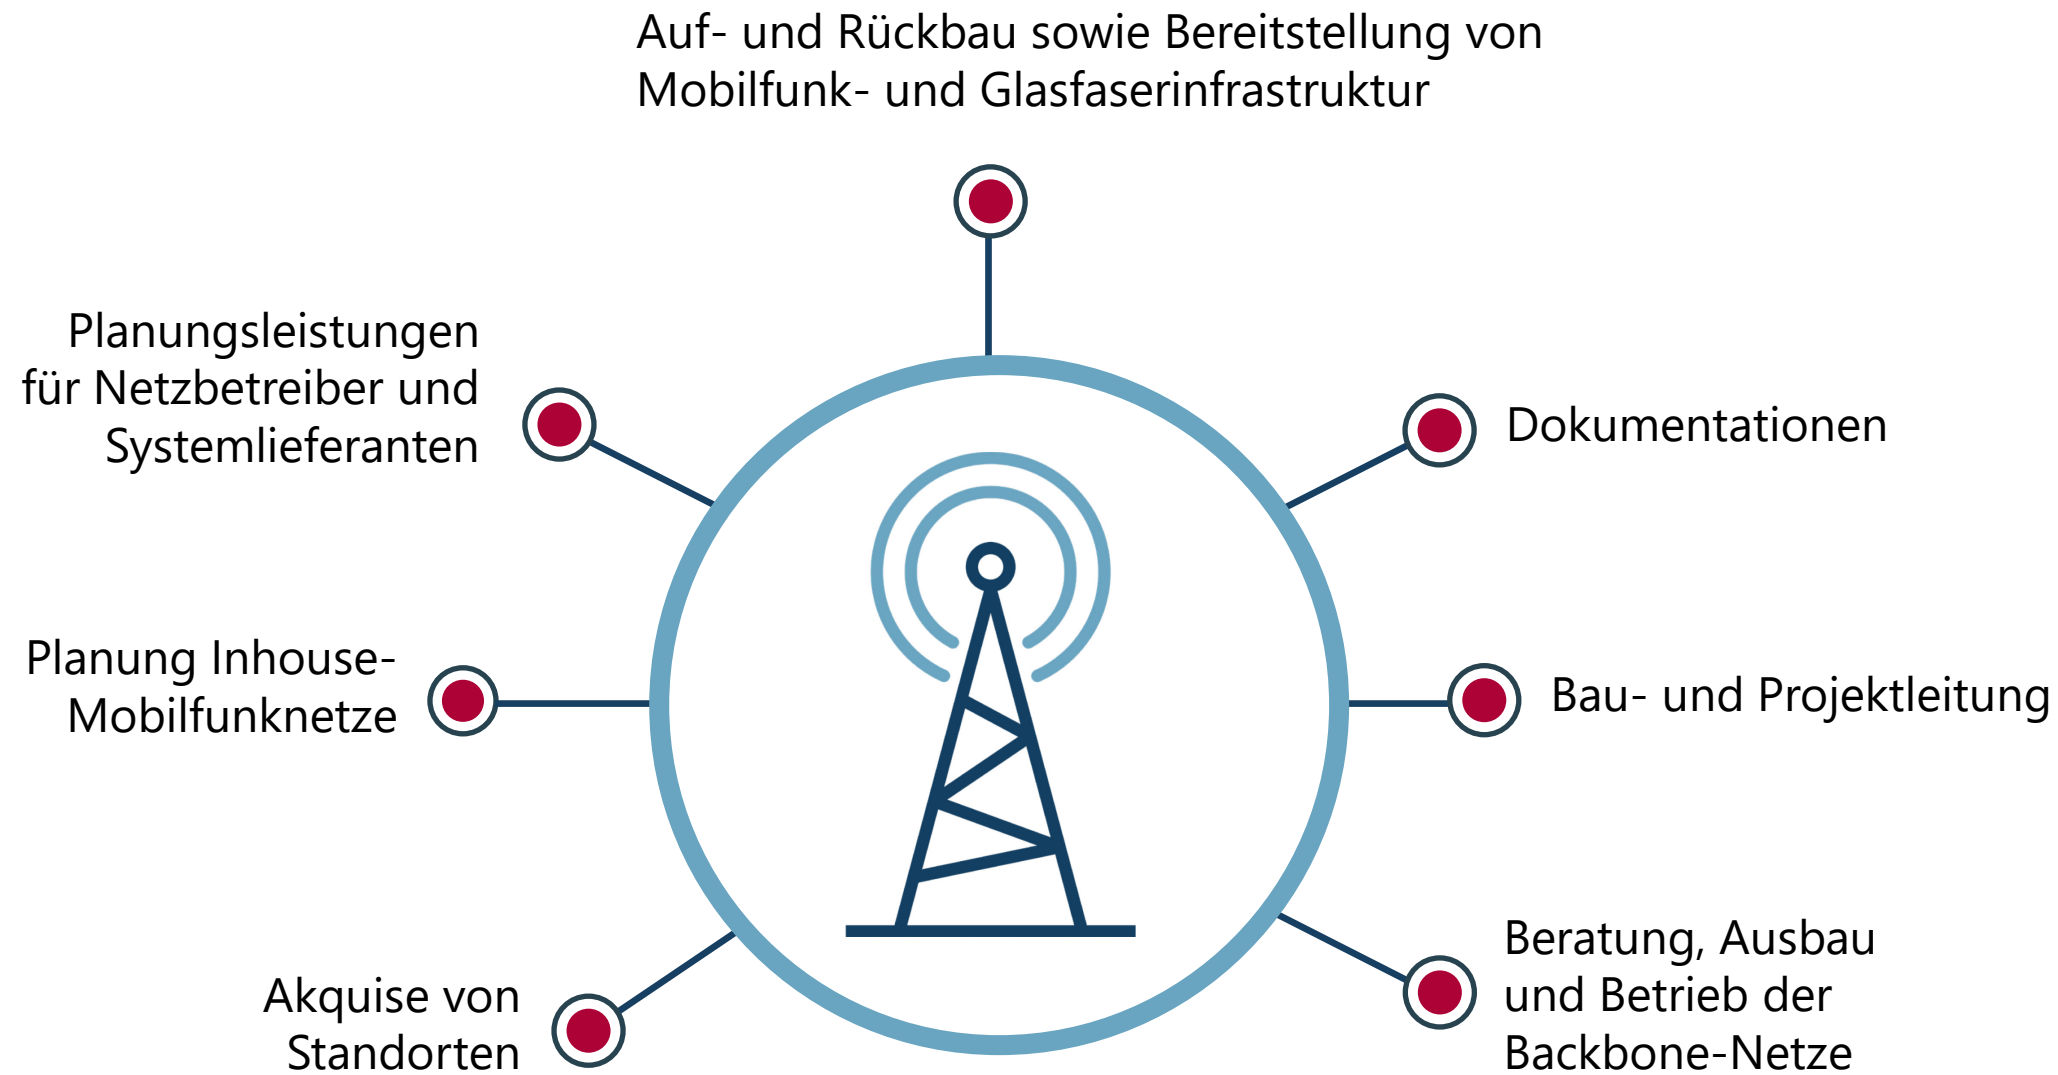 Auf- und Rückbau sowie Bereitstellung von
Mobilfunk- und Glasfaserinfrastruktur
Planungsleistungen
für Netzbetreiber und
Systemlieferanten
Dokumentationen
Planung Inhouse-
Mobilfunknetze
Bau- und Projektleitung
Akquise von
Standorten
Beratung, Ausbau
und Betrieb der
Backbone-Netze